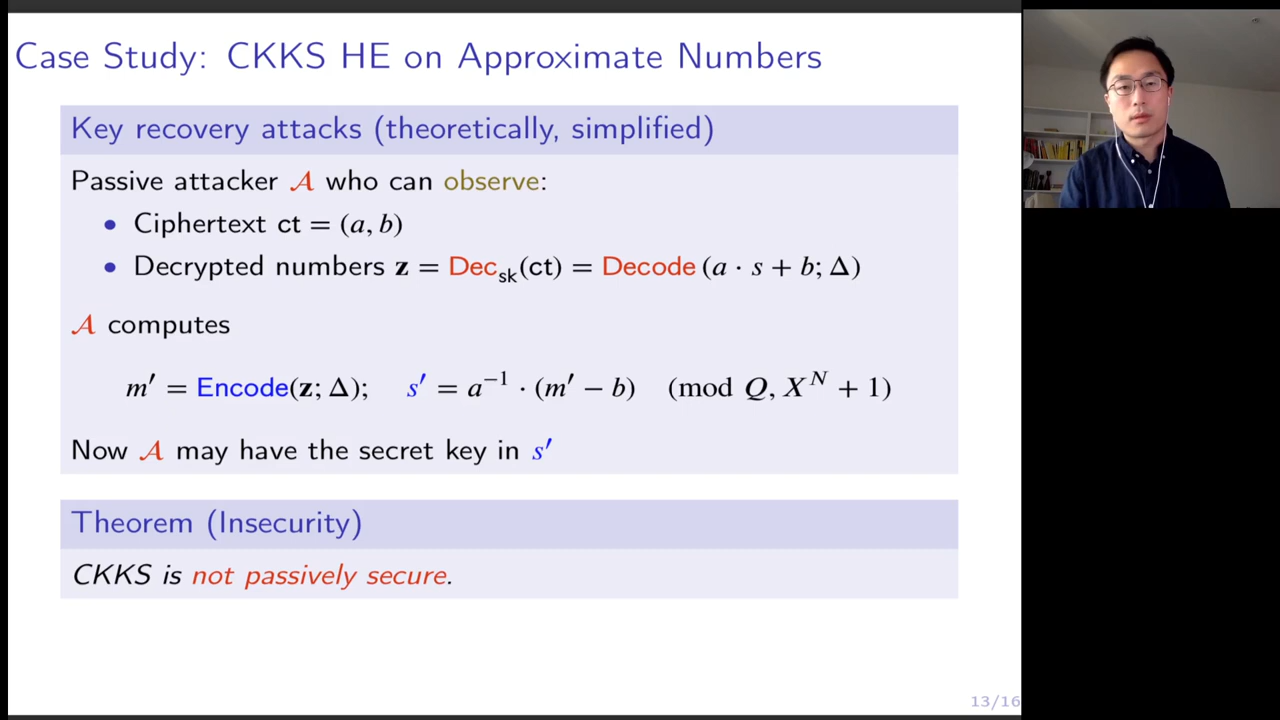 Case Study: CKKS HE on Approximate Numbers
Key recovery attacks (theoretically, simplified)
Passive attacker 𝒜 who can observe:
• Ciphertext ct = (a, b)
• Decrypted numbers z = Dec_sk(ct) = Decode (a · s + b; Δ)
𝒜 computes
m′ = Encode(z; Δ); s′ = a⁻¹ · (m′ − b) (mod Q, Xᴺ + 1)
Now 𝒜 may have the secret key in s′
Theorem (Insecurity)
CKKS is not passively secure.
13/16